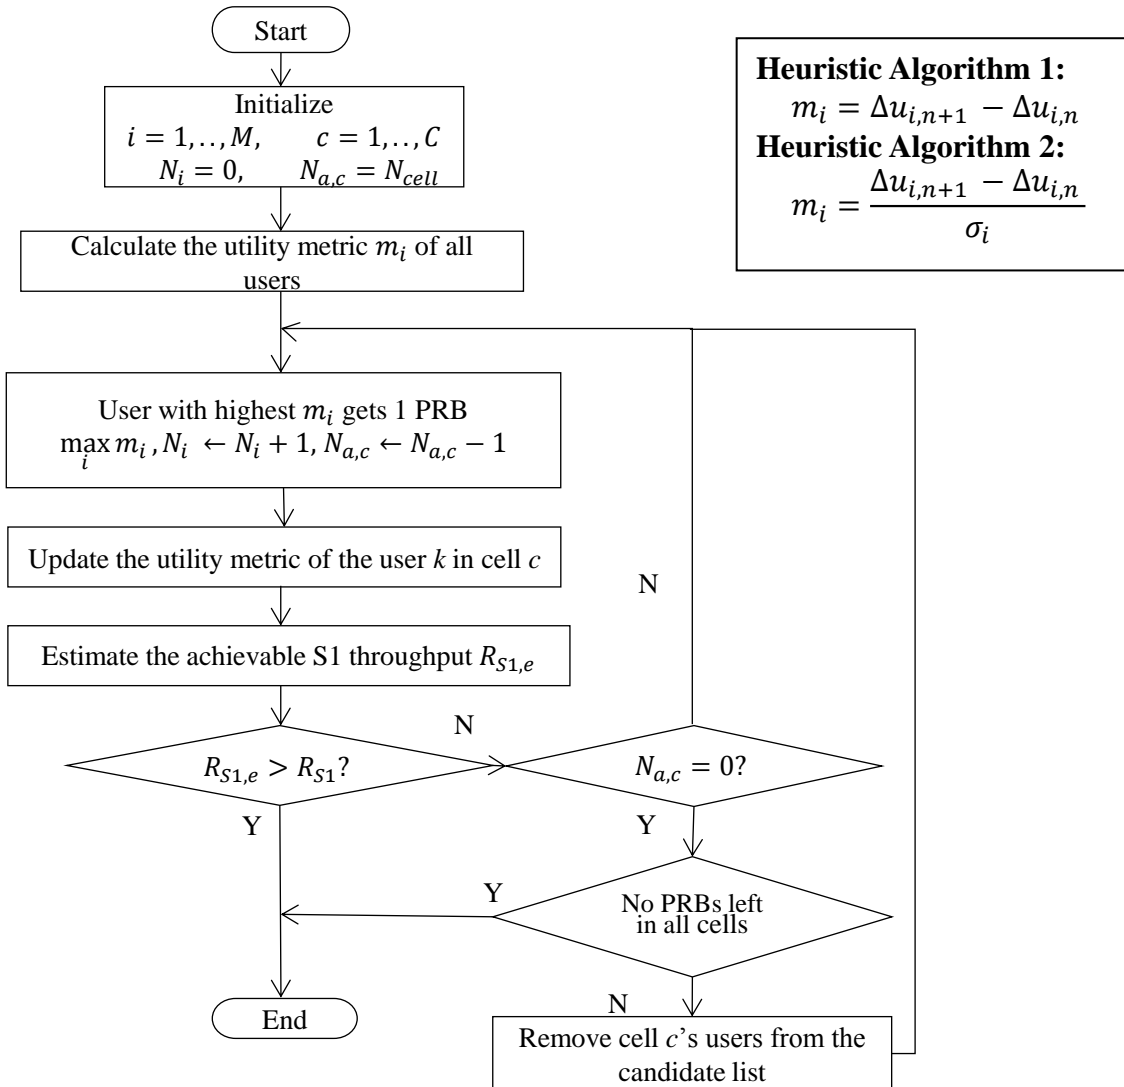 Start
Initialize
i = 1,..,M, c = 1,..,C
N_i = 0, N_{a,c} = N_{cell}
Calculate the utility metric m_i of all
users
User with highest m_i gets 1 PRB
max_i m_i , N_i ← N_i + 1, N_{a,c} ← N_{a,c} − 1
Update the utility metric of the user k in cell c
Estimate the achievable S1 throughput R_{S1,e}
R_{S1,e} > R_{S1}?
N
N_{a,c} = 0?
N
Y
Y
No PRBs left
in all cells
Y
N
Remove cell c’s users from the
candidate list
End
Heuristic Algorithm 1:
m_i = Δu_{i,n+1} − Δu_{i,n}
Heuristic Algorithm 2:
m_i = \frac{Δu_{i,n+1} − Δu_{i,n}}{σ_i}